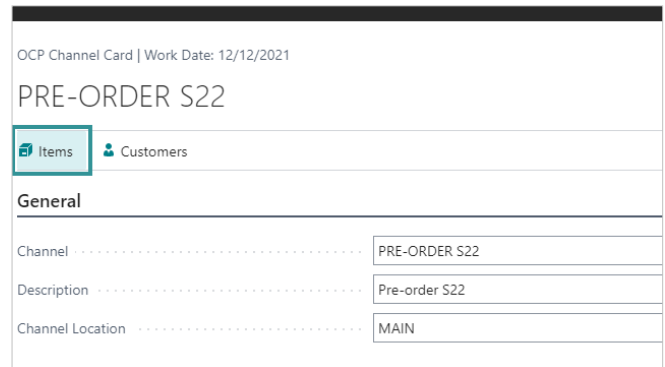 OCP Channel Card | Work Date: 12/12/2021
PRE-ORDER S22
Items Customers
General
Channel PRE-ORDER S22
Description Pre-order S22
Channel Location MAIN